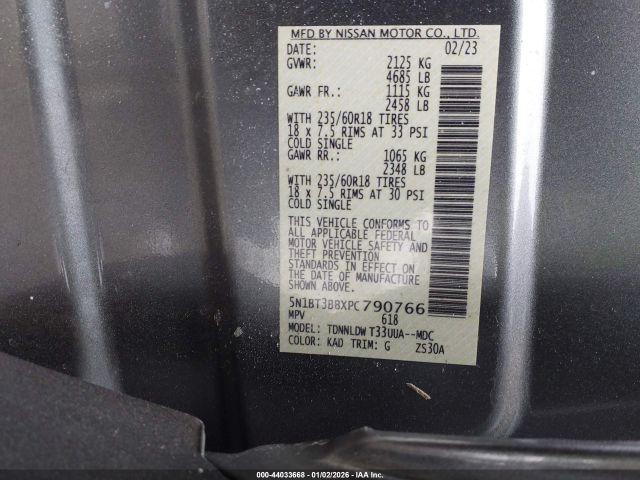 MFD BY NISSAN MOTOR CO., LTD.
DATE: 02/23
GVWR: 2125 KG
4685 LB
GAWR FR.: 1115 KG
2458 LB
WITH 235/60R18 TIRES
18 x 7.5 RIMS AT 33 PSI
COLD SINGLE
GAWR RR.: 1065 KG
2348 LB
WITH 235/60R18 TIRES
18 x 7.5 RIMS AT 30 PSI
COLD SINGLE
THIS VEHICLE CONFORMS TO
ALL APPLICABLE FEDERAL
MOTOR VEHICLE SAFETY AND
THEFT PREVENTION
STANDARDS IN EFFECT ON
THE DATE OF MANUFACTURE
SHOWN ABOVE.
5N1BT3BBXPC790766
MPV 618
MODEL: TDNNLDW T33UUA--MDC
COLOR: KAD TRIM: G ZS30A
000-44033668 - 01/02/2026 - IAA Inc.